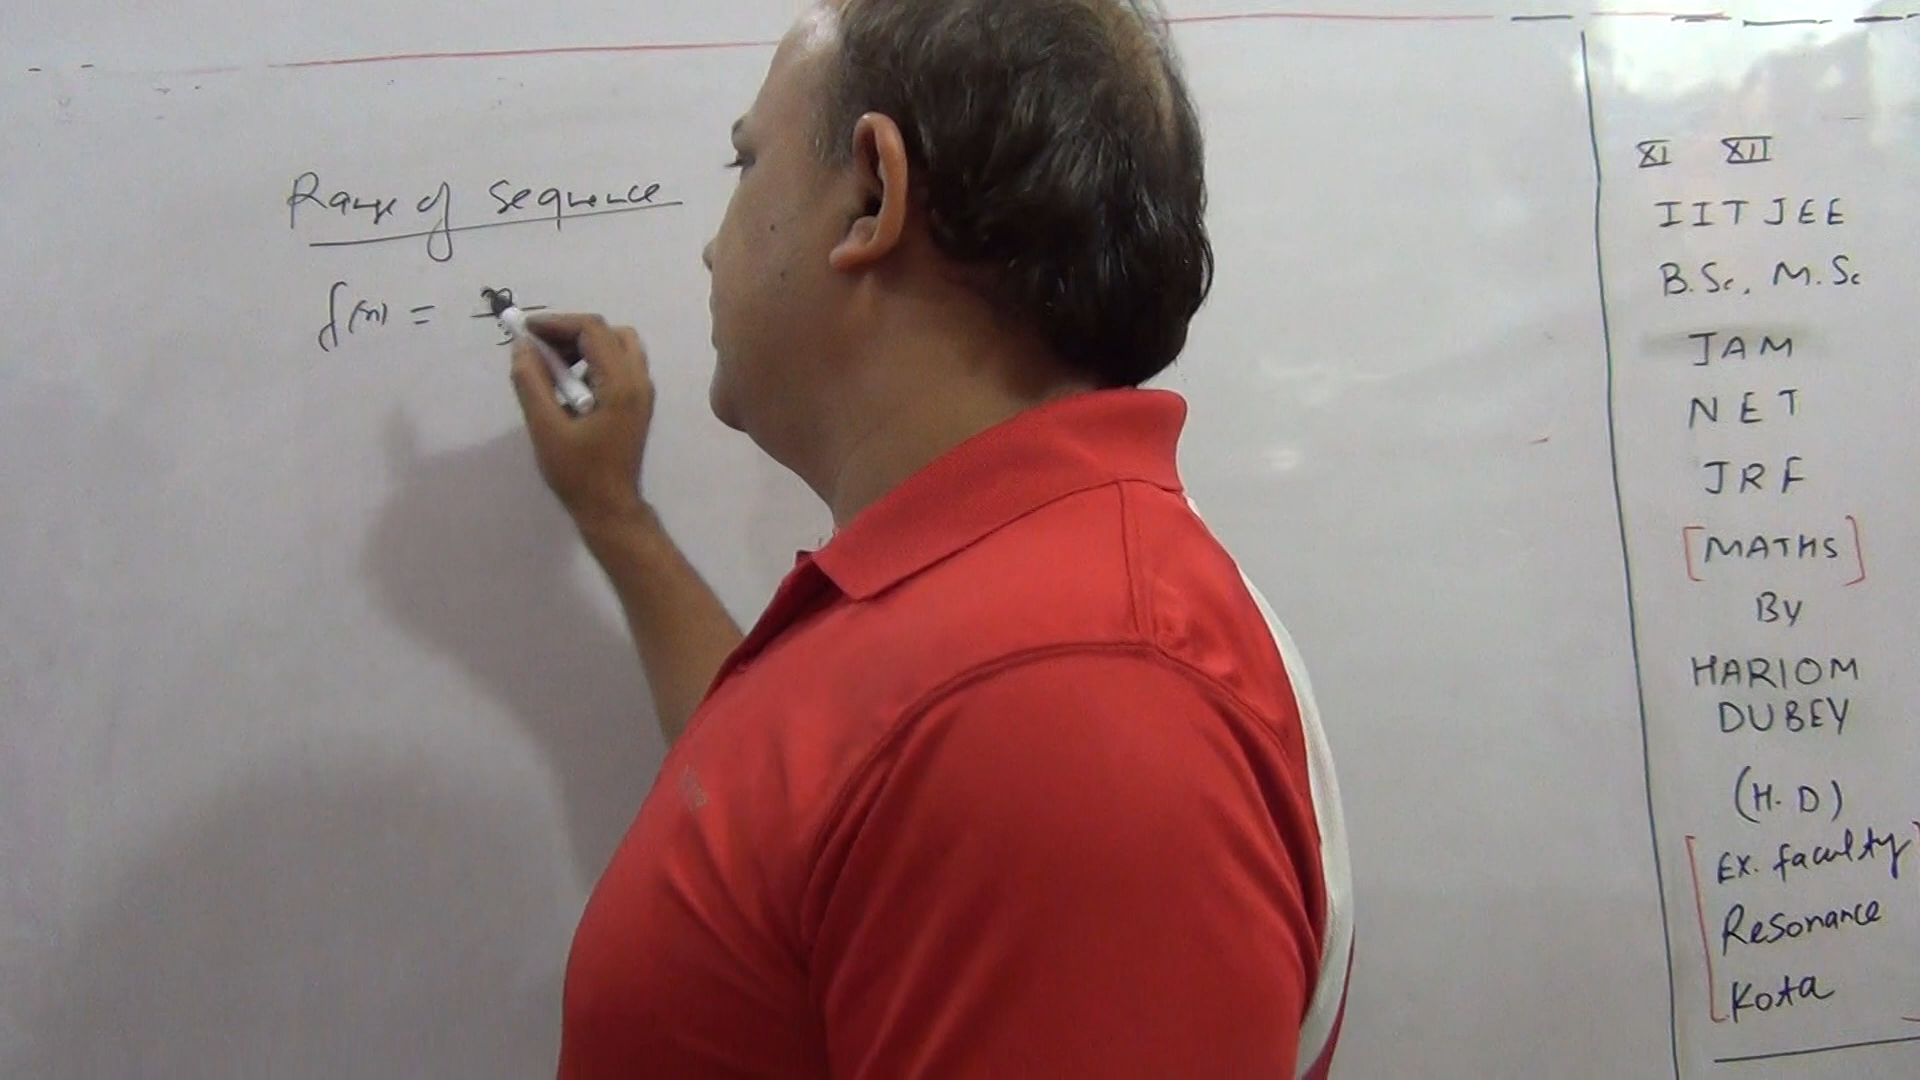 Range of Sequence
f(n) =
XI XII
IIT JEE
B.Sc, M.Sc
JAM
NET
JRF
[MATHS]
By
HARIOM
DUBEY
(H.D)
Ex. faculty
Resonance
Kota